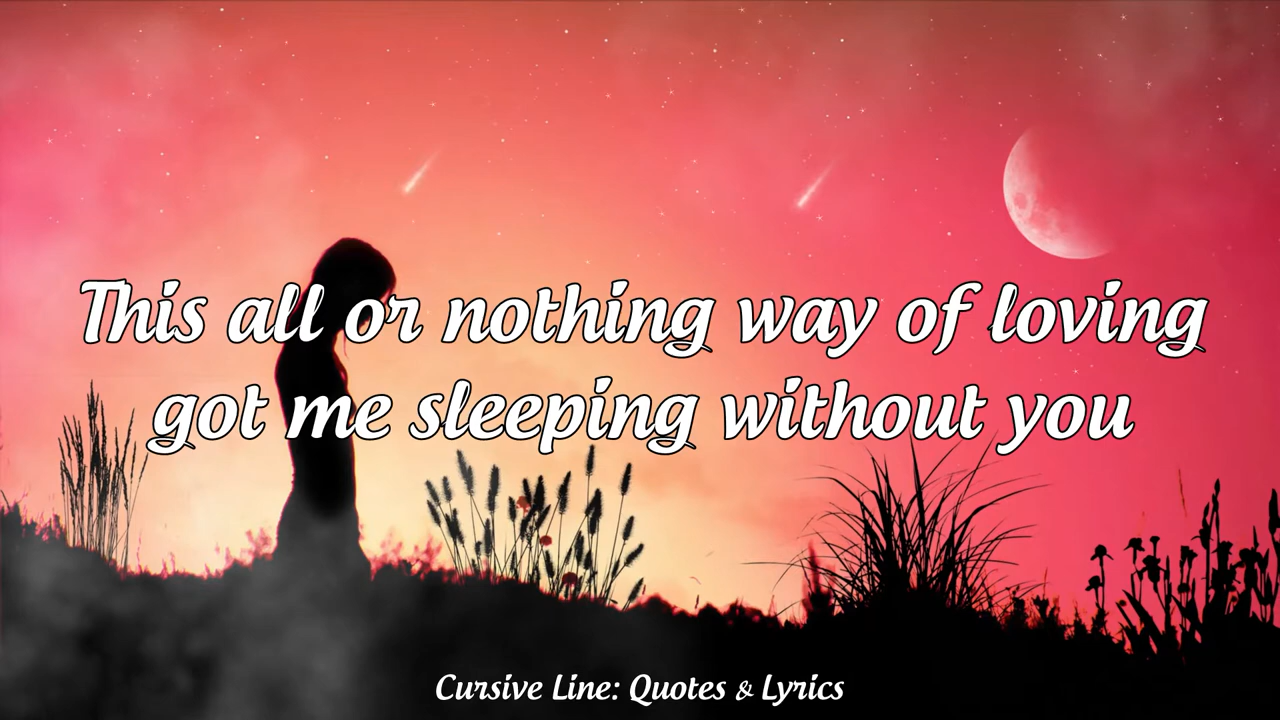 This all or nothing way of loving
got me sleeping without you
Cursive Line: Quotes & Lyrics